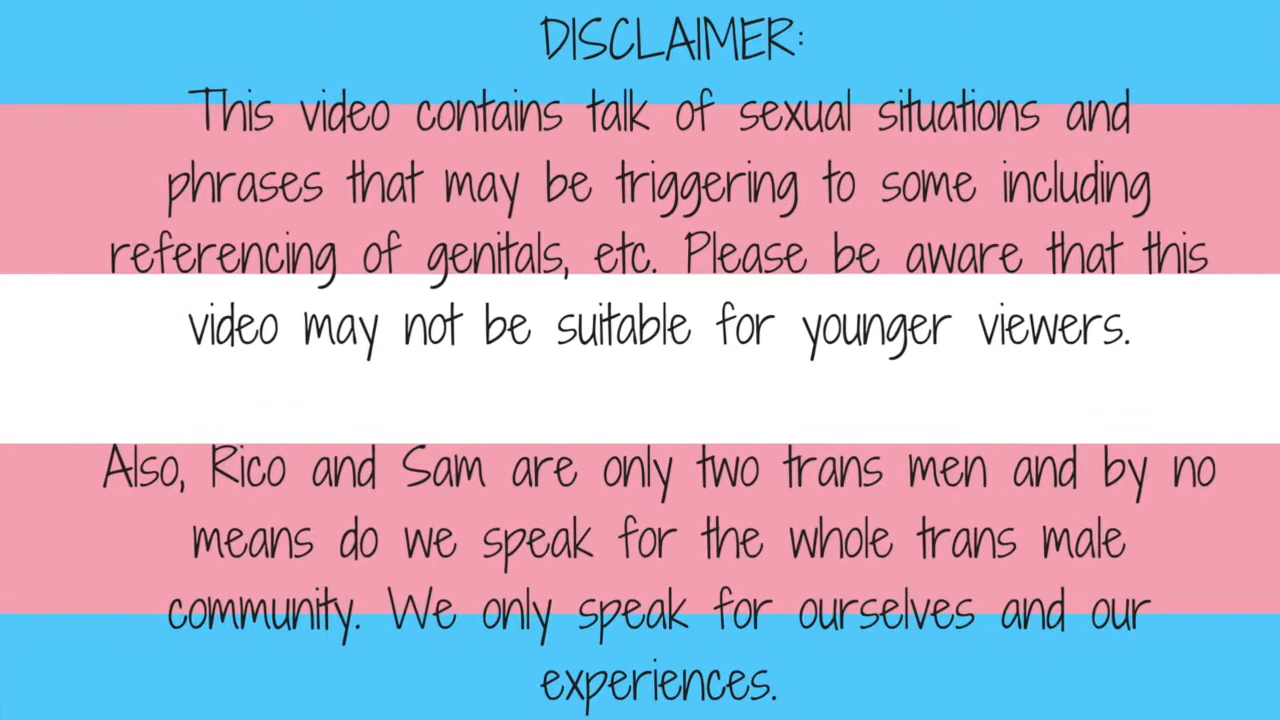 DISCLAIMER:
This video contains talk of sexual situations and
phrases that may be triggering to some including
referencing of genitals, etc. Please be aware that this
video may not be suitable for younger viewers.
Also, Rico and Sam are only two trans men and by no
means do we speak for the whole trans male
community. We only speak for ourselves and our
experiences.